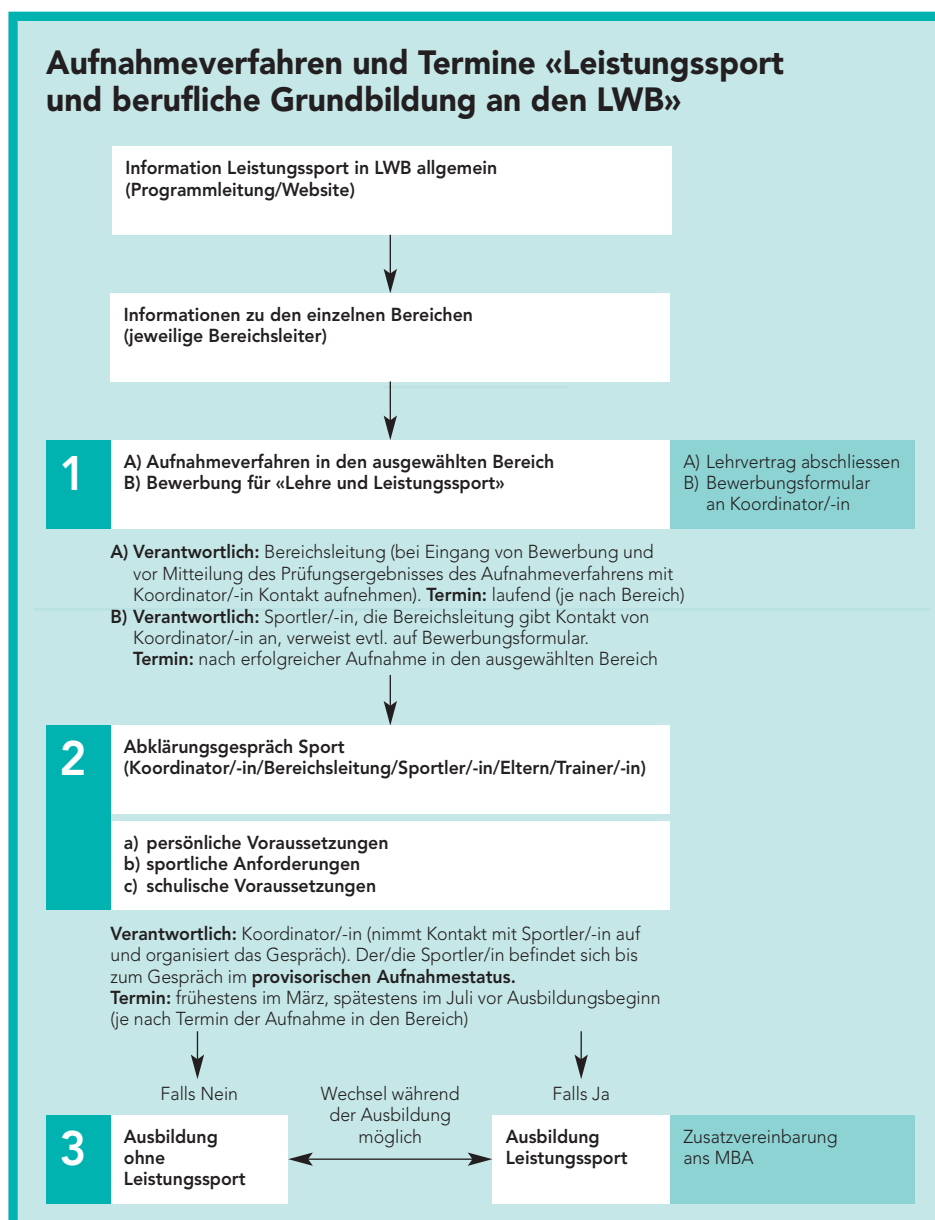 Aufnahmeverfahren und Termine «Leistungssport
und berufliche Grundbildung an den LWB»
Information Leistungssport in LWB allgemein
(Programmleitung/Website)
Informationen zu den einzelnen Bereichen
(jeweilige Bereichsleiter)
1
A) Aufnahmeverfahren in den ausgewählten Bereich
B) Bewerbung für «Lehre und Leistungssport»
A) Lehrvertrag abschliessen
B) Bewerbungsformular
an Koordinator/-in
A) Verantwortlich: Bereichsleitung (bei Eingang von Bewerbung und
vor Mitteilung des Prüfungsergebnisses des Aufnahmeverfahrens mit
Koordinator/-in Kontakt aufnehmen). Termin: laufend (je nach Bereich)
B) Verantwortlich: Sportler/-in, die Bereichsleitung gibt Kontakt von
Koordinator/-in an, verweist evtl. auf Bewerbungsformular.
Termin: nach erfolgreicher Aufnahme in den ausgewählten Bereich
2
Abklärungsgespräch Sport
(Koordinator/-in/Bereichsleitung/Sportler/-in/Eltern/Trainer/-in)
a) persönliche Voraussetzungen
b) sportliche Anforderungen
c) schulische Voraussetzungen
Verantwortlich: Koordinator/-in (nimmt Kontakt mit Sportler/-in auf
und organisiert das Gespräch). Der/die Sportler/in befindet sich bis
zum Gespräch im provisorischen Aufnahmestatus.
Termin: frühestens im März, spätestens im Juli vor Ausbildungsbeginn
(je nach Termin der Aufnahme in den Bereich)
Falls Nein
Wechsel während
der Ausbildung
möglich
Falls Ja
3
Ausbildung
ohne
Leistungssport
Ausbildung
Leistungssport
Zusatzvereinbarung
ans MBA